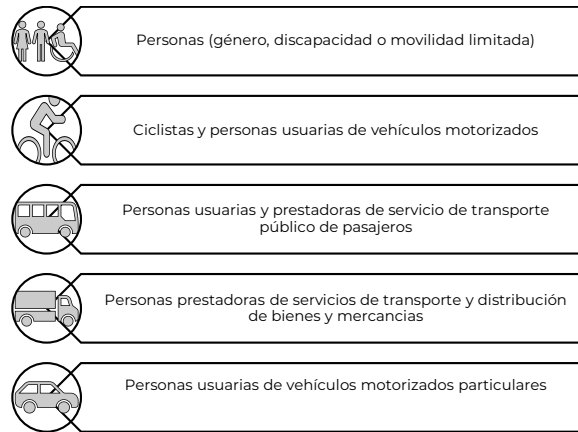 Personas (género, discapacidad o movilidad limitada)
Ciclistas y personas usuarias de vehículos motorizados
Personas usuarias y prestadoras de servicio de transporte
público de pasajeros
Personas prestadoras de servicios de transporte y distribución
de bienes y mercancias
Personas usuarias de vehículos motorizados particulares